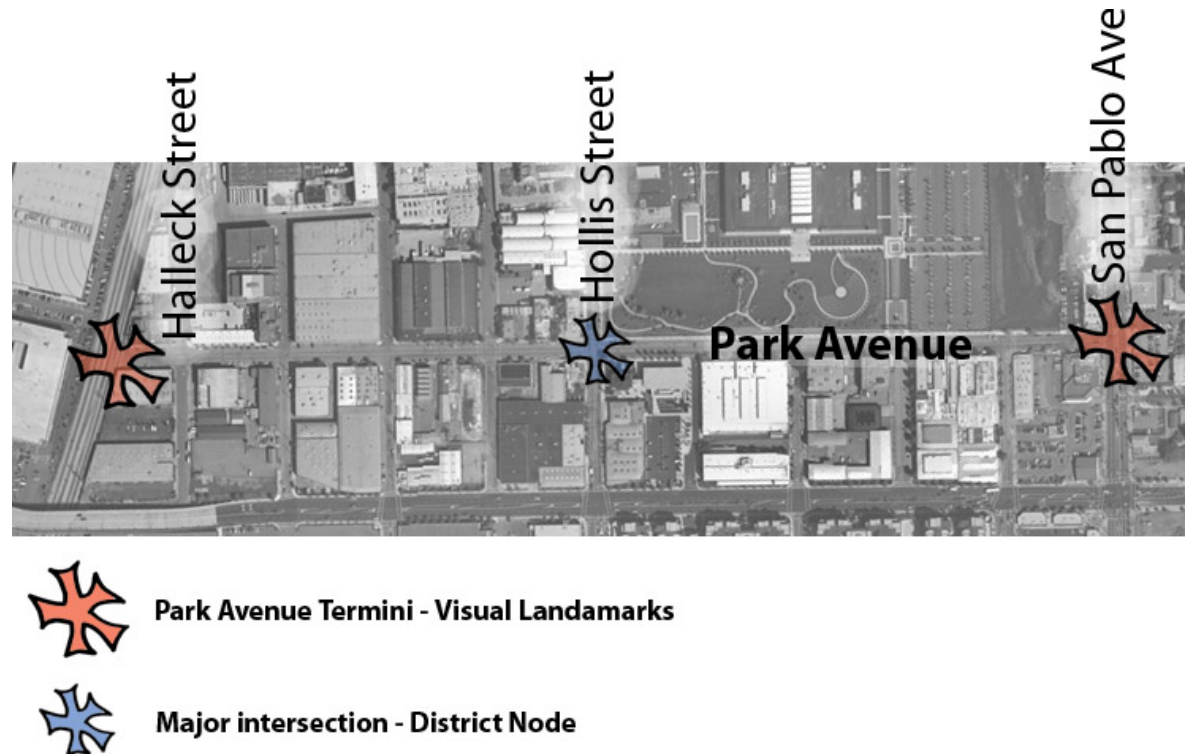 Halleck Street
Hollis Street
San Pablo Ave
Park Avenue
Park Avenue Termini - Visual Landamarks
Major intersection - District Node